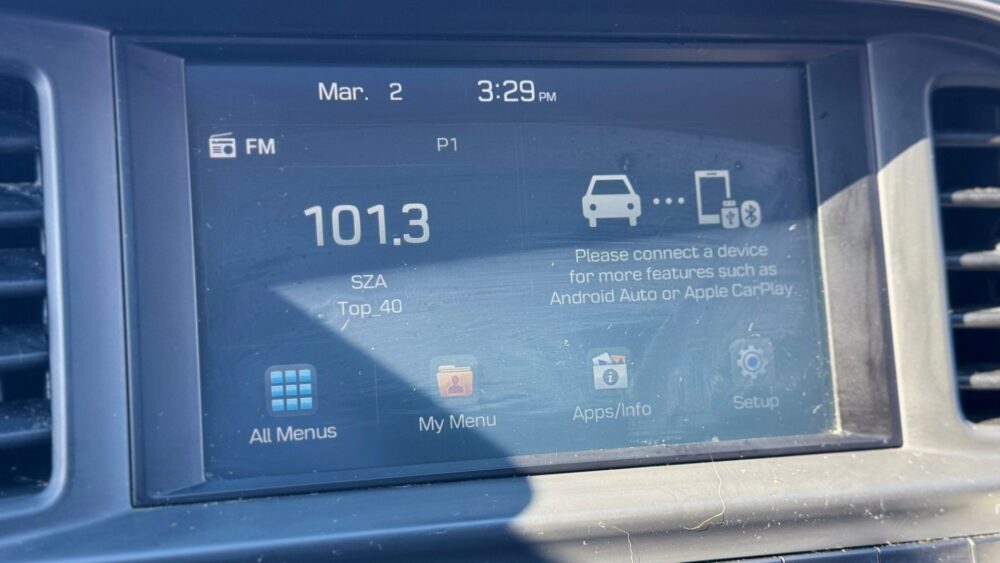 Mar. 2 3:29 PM
FM P1
101.3
SZA
Top_40
Please connect a device
for more features such as
Android Auto or Apple CarPlay.
All Menus My Menu Apps/Info Setup